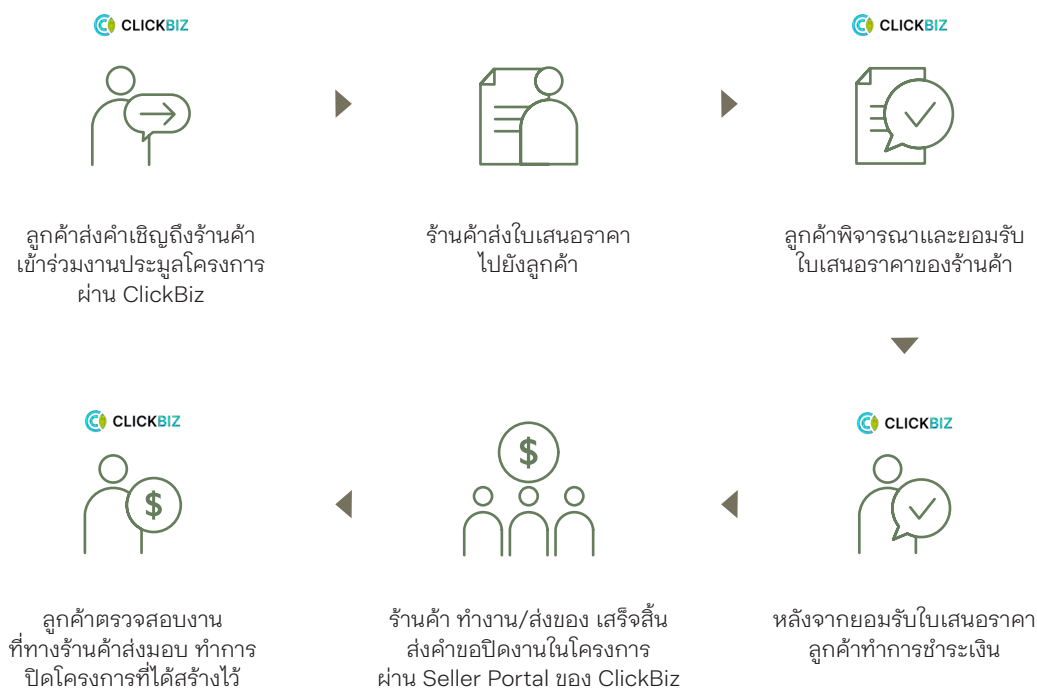 CLICKBIZ
ลูกค้าส่งคำเชิญถึงร้านค้า
เข้าร่วมงานประมูลโครงการ
ผ่าน ClickBiz
ร้านค้าส่งใบเสนอราคา
ไปยังลูกค้า
CLICKBIZ
ลูกค้าพิจารณาและยอมรับ
ใบเสนอราคาของร้านค้า
CLICKBIZ
หลังจากยอมรับใบเสนอราคา
ลูกค้าทำการชำระเงิน
$
ร้านค้า ทำงาน/ส่งของ เสร็จสิ้น
ส่งคำขอปิดงานในโครงการ
ผ่าน Seller Portal ของ ClickBiz
CLICKBIZ
$
ลูกค้าตรวจสอบงาน
ที่ทางร้านค้าส่งมอบ ทำการ
ปิดโครงการที่ได้สร้างไว้